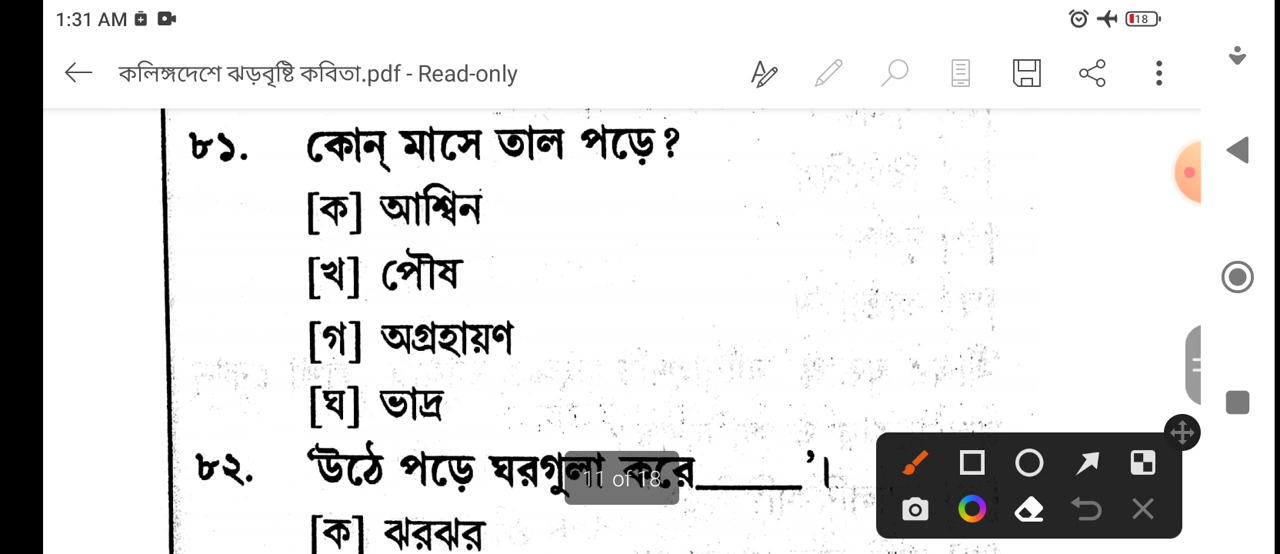 1:31 AM
18
কলিঙ্গদেশে ঝড়বৃষ্টি কবিতা.pdf - Read-only
৮১. কোন্ মাসে তাল পড়ে?
[ক] আশ্বিন
[খ] পৌষ
[গ] অগ্রহায়ণ
[ঘ] ভাদ্র
৮২. ‘উঠে পড়ে ঘরগুলা করে______’।
11 of 18
[ক] ঝরঝর